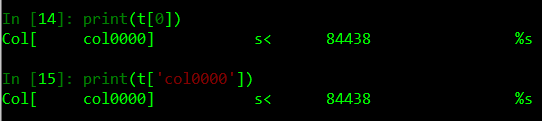 In [14]: print(t[0])
Col[      col0000]            s<       84438                  %s
In [15]: print(t['col0000'])
Col[      col0000]            s<       84438                  %s